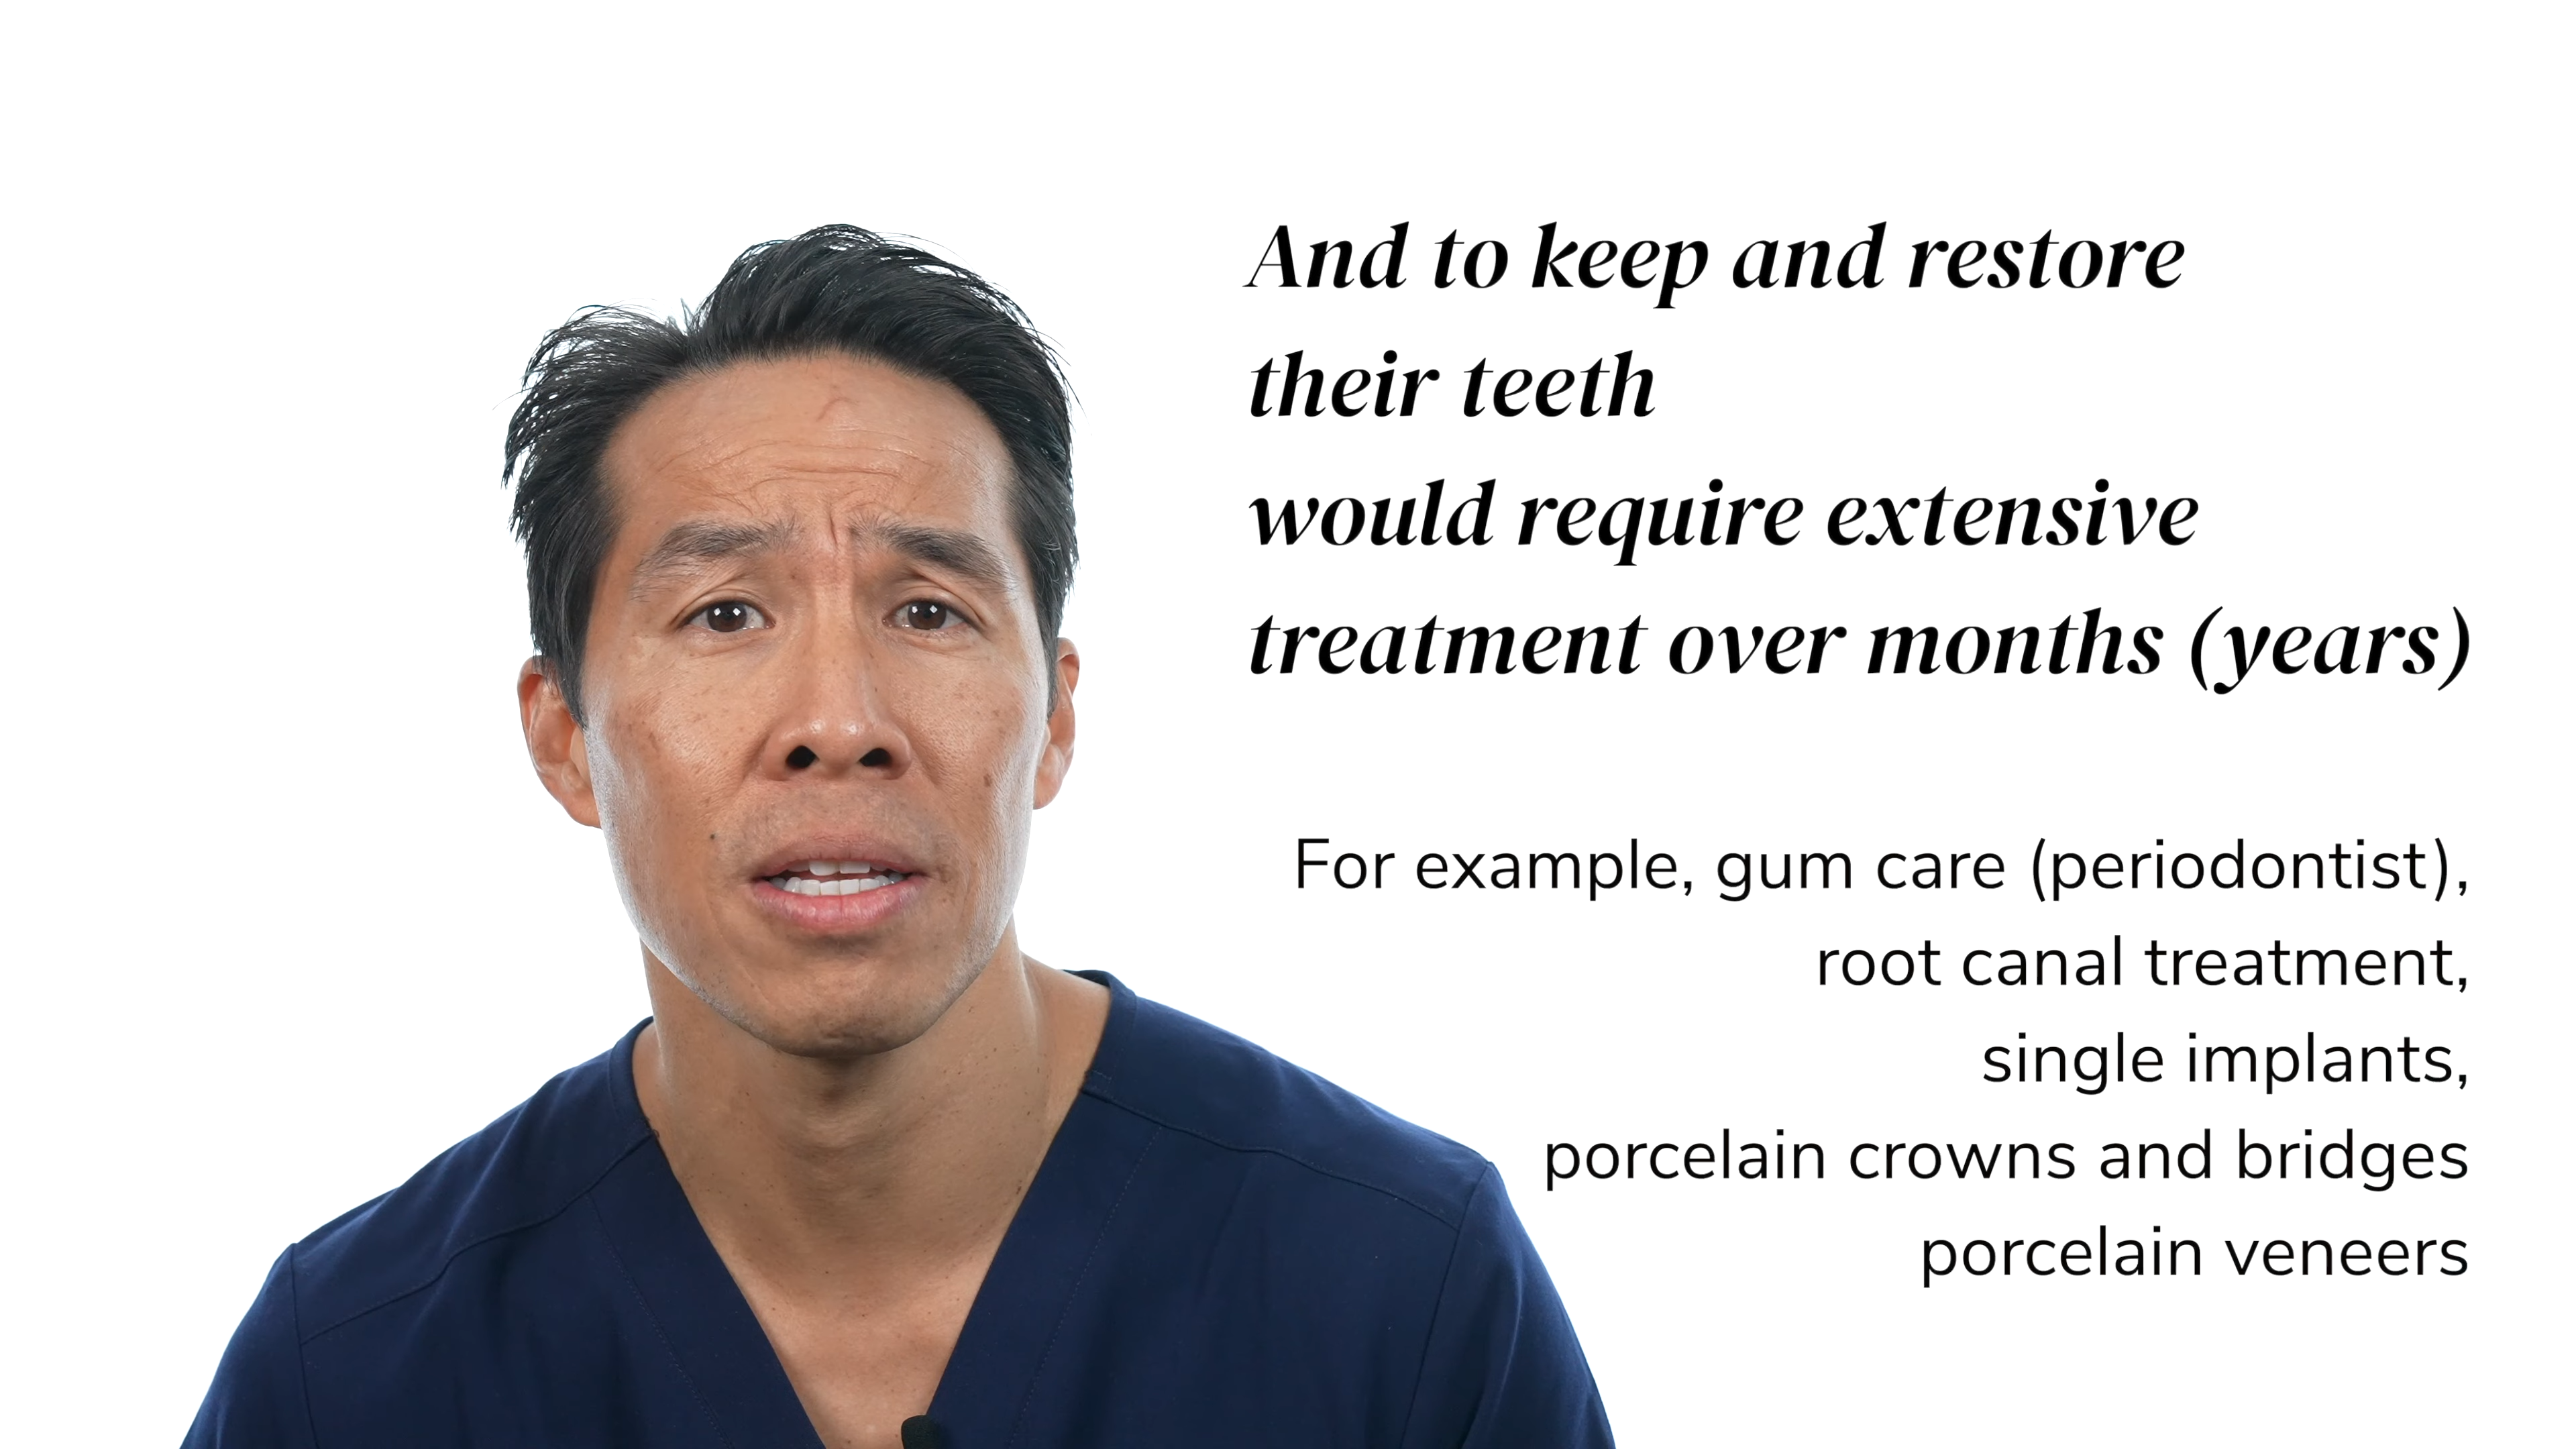 And to keep and restore
their teeth
would require extensive
treatment over months (years)
For example, gum care (periodontist),
root canal treatment,
single implants,
porcelain crowns and bridges
porcelain veneers